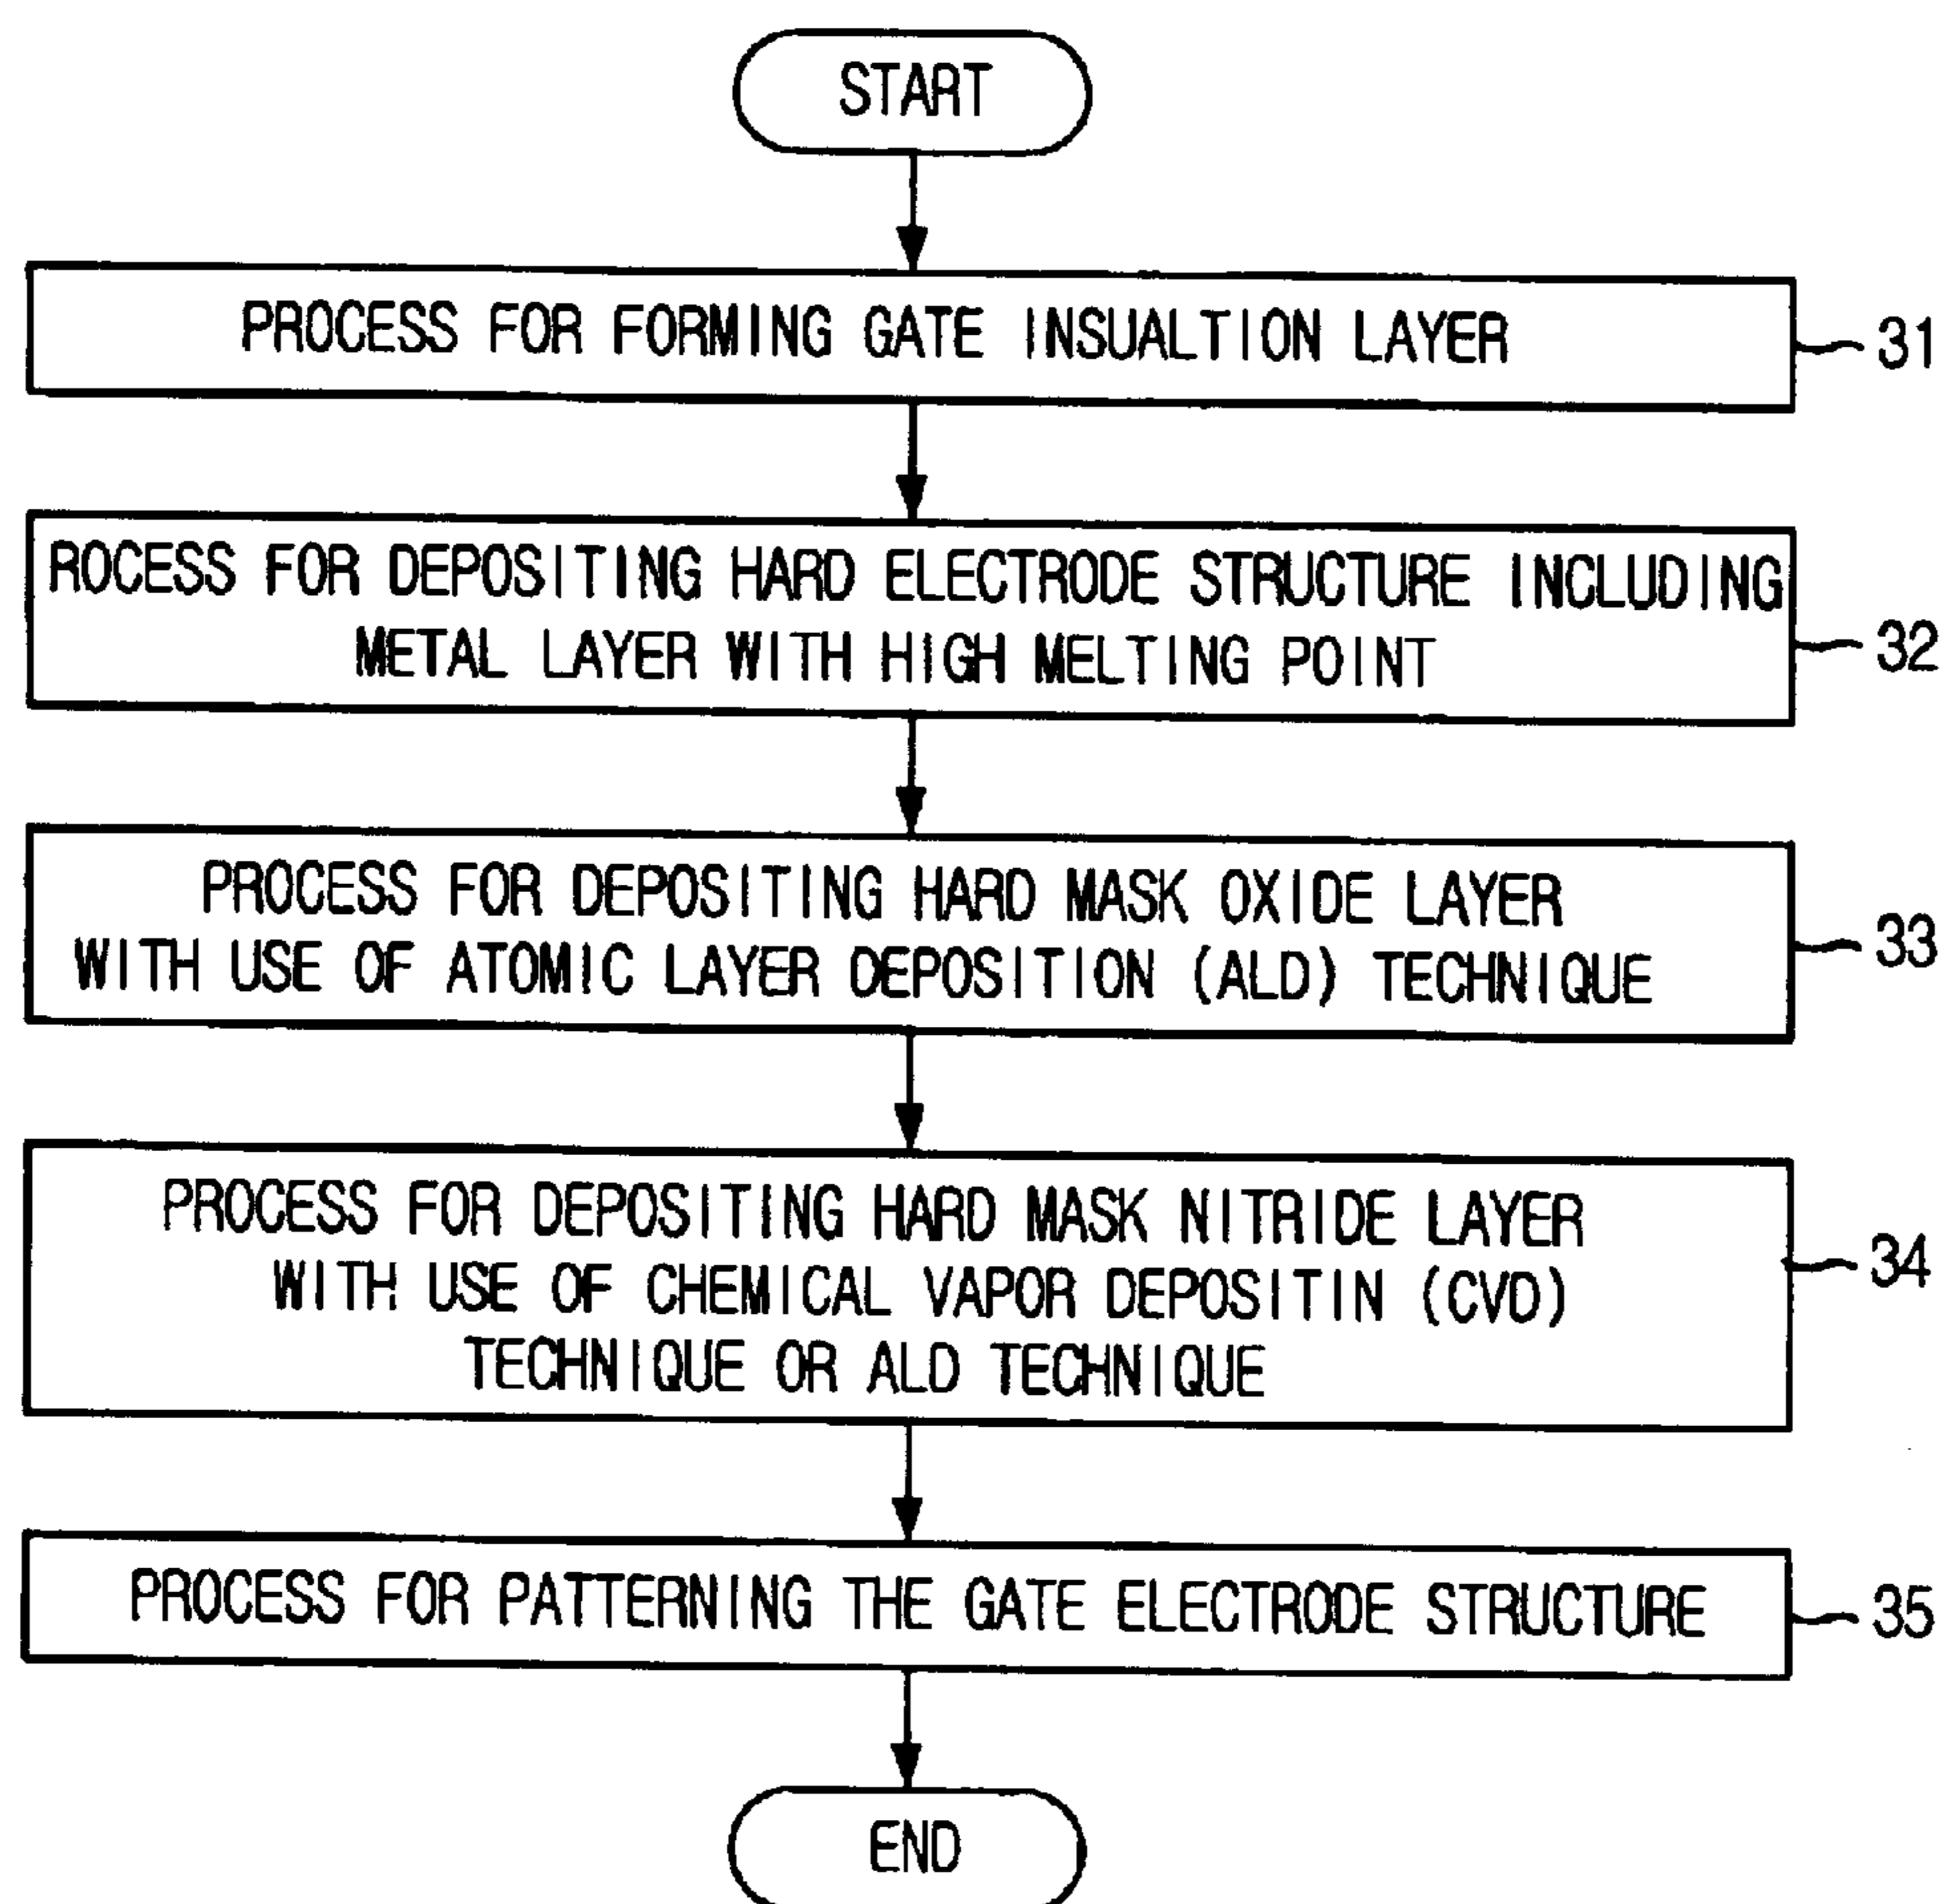 START
PROCESS FOR FORMING GATE INSUALTION LAYER
31
ROCESS FOR DEPOSITING HARD ELECTRODE STRUCTURE INCLUDING
METAL LAYER WITH HIGH MELTING POINT
32
PROCESS FOR DEPOSITING HARD MASK OXIDE LAYER
WITH USE OF ATOMIC LAYER DEPOSITION (ALD) TECHNIQUE
33
PROCESS FOR DEPOSITING HARD MASK NITRIDE LAYER
WITH USE OF CHEMICAL VAPOR DEPOSITIN (CVD)
TECHNIQUE OR ALD TECHNIQUE
34
PROCESS FOR PATTERNING THE GATE ELECTRODE STRUCTURE
35
END